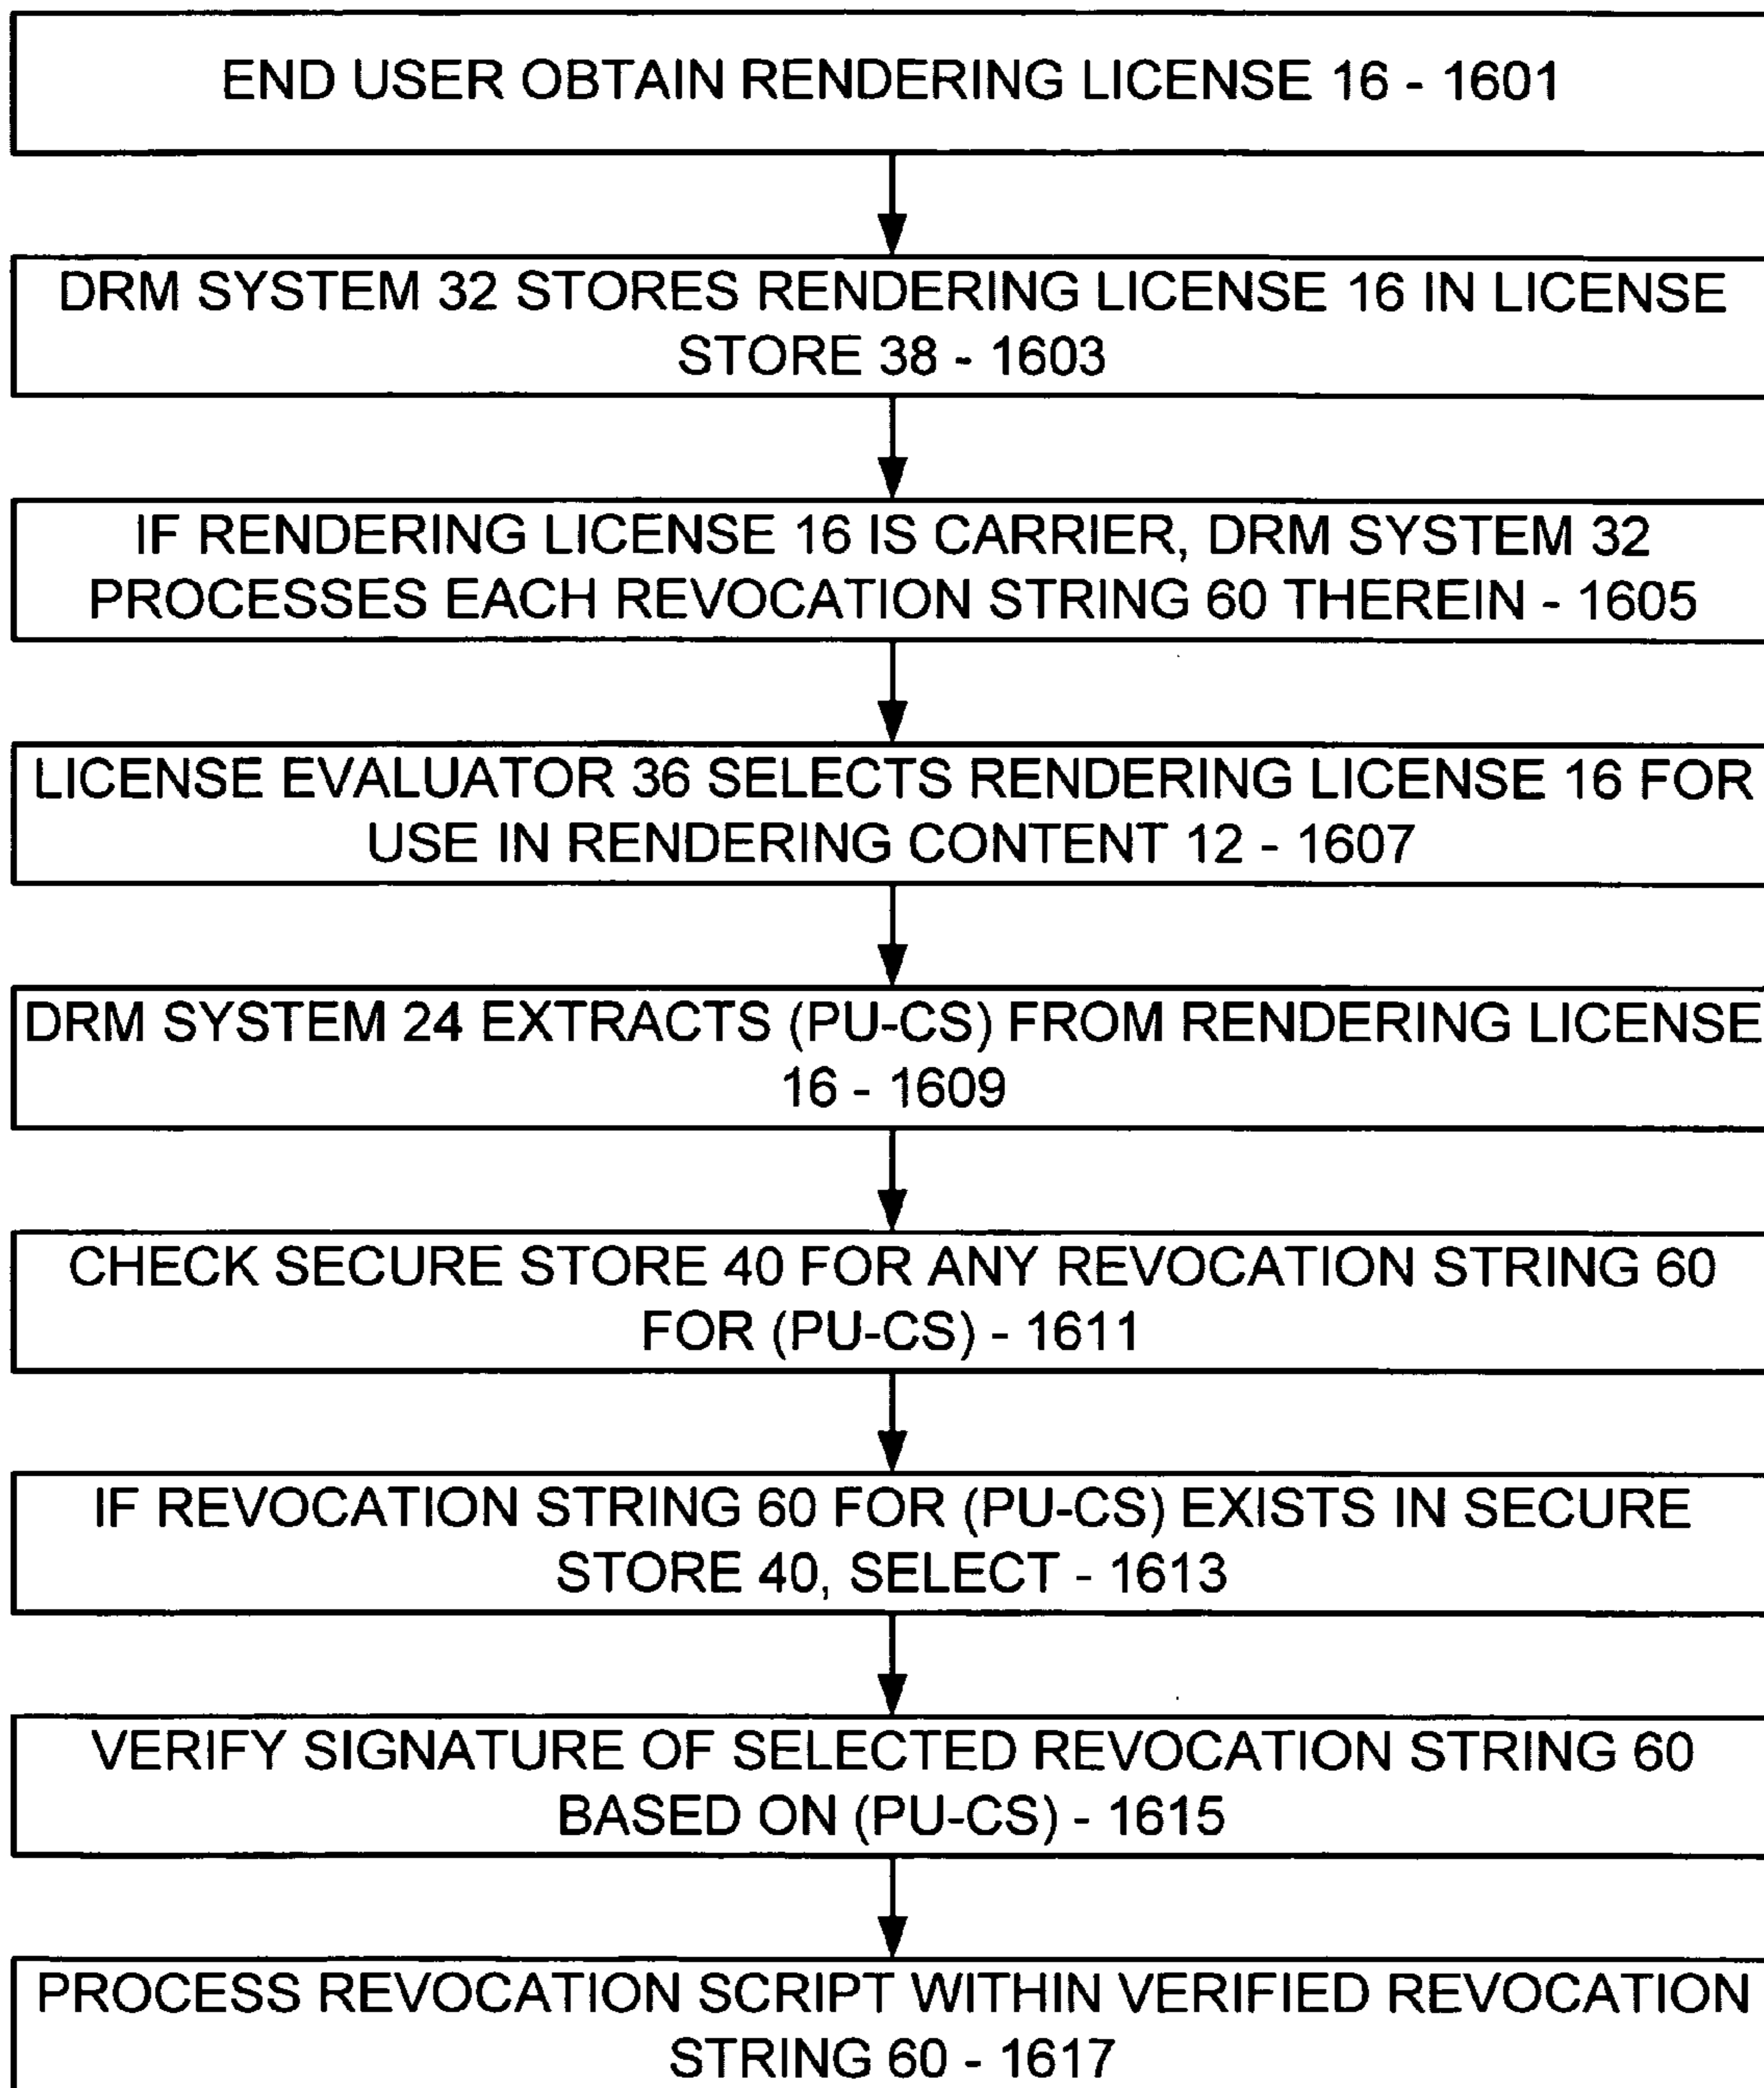 END USER OBTAIN RENDERING LICENSE 16 - 1601
DRM SYSTEM 32 STORES RENDERING LICENSE 16 IN LICENSE
STORE 38 - 1603
IF RENDERING LICENSE 16 IS CARRIER, DRM SYSTEM 32
PROCESSES EACH REVOCATION STRING 60 THEREIN - 1605
LICENSE EVALUATOR 36 SELECTS RENDERING LICENSE 16 FOR
USE IN RENDERING CONTENT 12 - 1607
DRM SYSTEM 24 EXTRACTS (PU-CS) FROM RENDERING LICENSE
16 - 1609
CHECK SECURE STORE 40 FOR ANY REVOCATION STRING 60
FOR (PU-CS) - 1611
IF REVOCATION STRING 60 FOR (PU-CS) EXISTS IN SECURE
STORE 40, SELECT - 1613
VERIFY SIGNATURE OF SELECTED REVOCATION STRING 60
BASED ON (PU-CS) - 1615
PROCESS REVOCATION SCRIPT WITHIN VERIFIED REVOCATION
STRING 60 - 1617